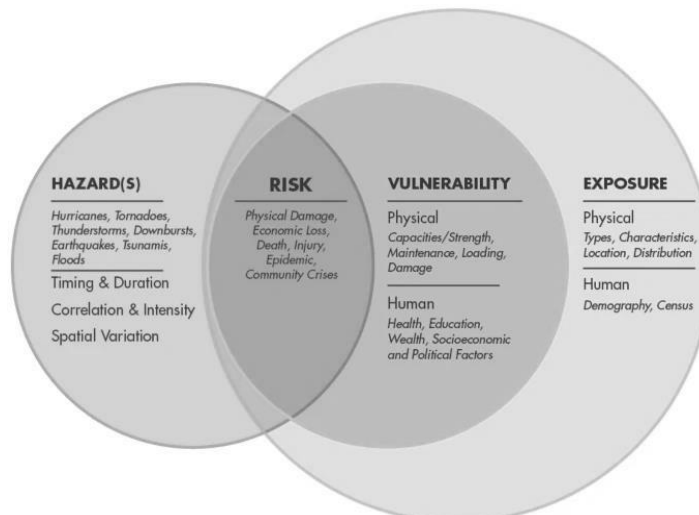 HAZARD(S)
Hurricanes, Tornadoes,
Thunderstorms, Downbursts,
Earthquakes, Tsunamis,
Floods
Timing & Duration
Correlation & Intensity
Spatial Variation
RISK
Physical Damage,
Economic Loss,
Death, Injury,
Epidemic,
Community Crises
VULNERABILITY
Physical
Capacities/Strength,
Maintenance, Loading,
Damage
Human
Health, Education,
Wealth, Socioeconomic
and Political Factors
EXPOSURE
Physical
Types, Characteristics,
Location, Distribution
Human
Demography, Census